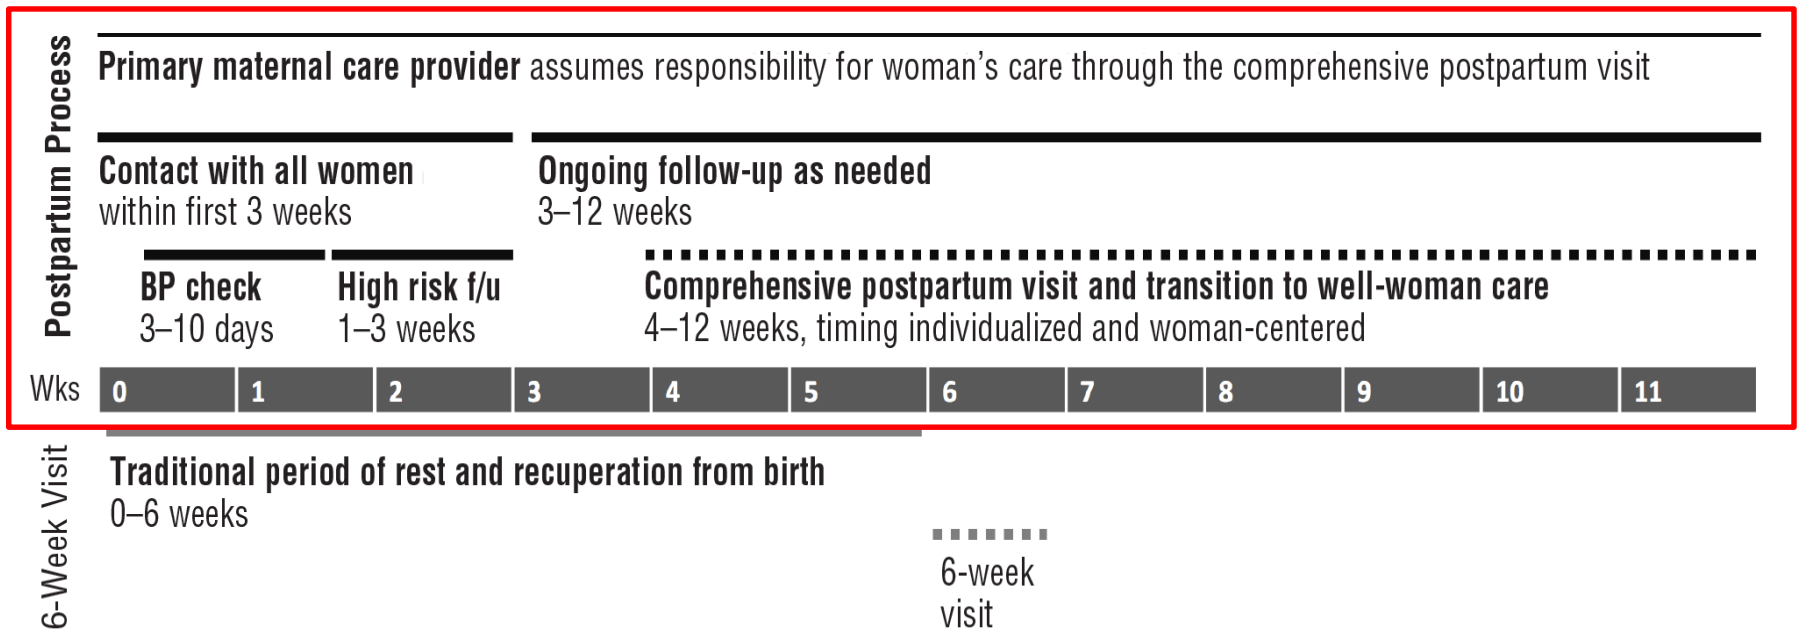 Postpartum Process
Primary maternal care provider assumes responsibility for woman's care through the comprehensive postpartum visit
Contact with all women
within first 3 weeks
Ongoing follow-up as needed
3–12 weeks
BP check
3–10 days
High risk f/u
1–3 weeks
Comprehensive postpartum visit and transition to well-woman care
4–12 weeks, timing individualized and woman-centered
Wks 0 1 2 3 4 5 6 7 8 9 10 11
6-Week Visit
Traditional period of rest and recuperation from birth
0–6 weeks
6-week
visit